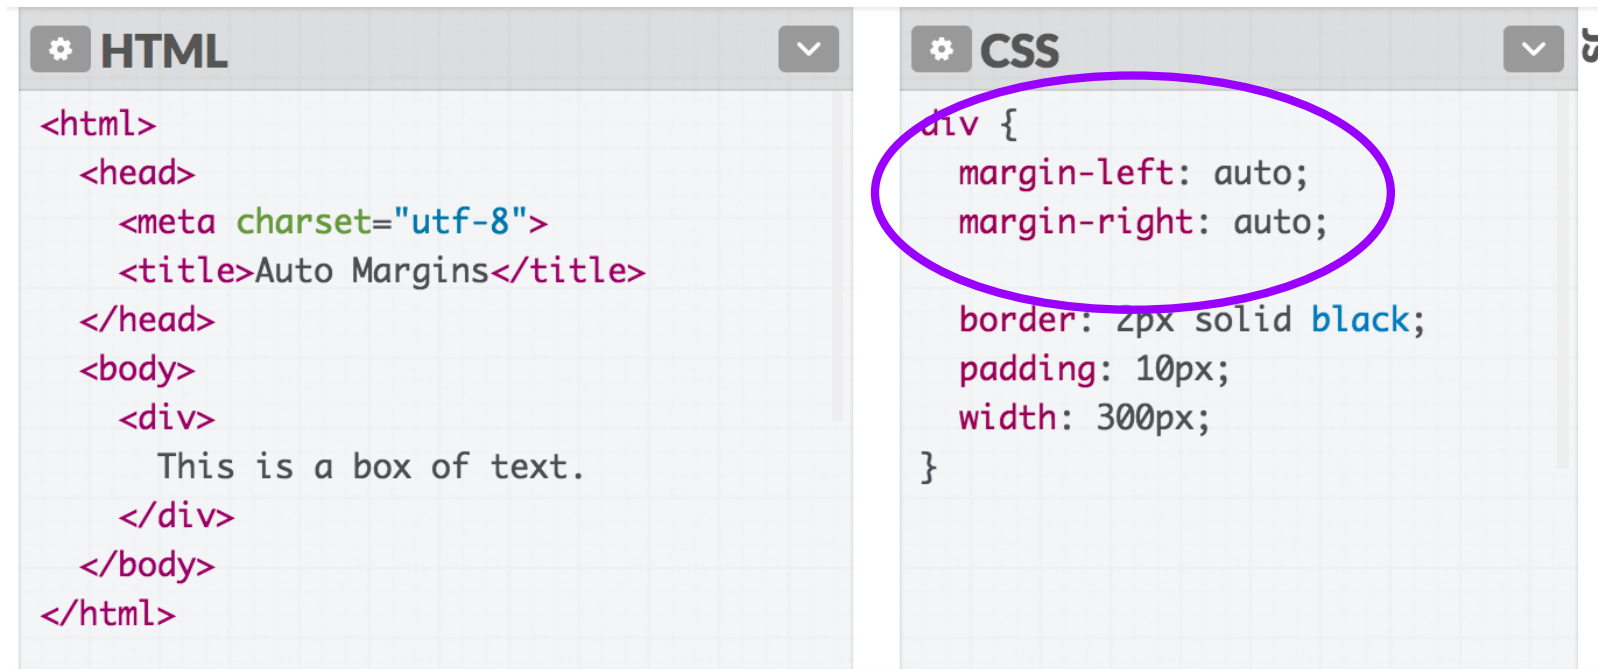 HTML
<html>
  <head>
    <meta charset="utf-8">
    <title>Auto Margins</title>
  </head>
  <body>
    <div>
      This is a box of text.
    </div>
  </body>
</html>
CSS
div {
  margin-left: auto;
  margin-right: auto;

  border: 2px solid black;
  padding: 10px;
  width: 300px;
}